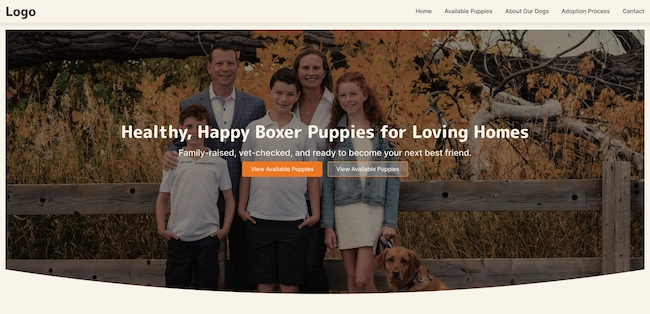 Logo
Home Available Puppies About Our Dogs Adoption Process Contact
Healthy, Happy Boxer Puppies for Loving Homes
Family-raised, vet-checked, and ready to become your next best friend.
View Available Puppies View Available Puppies